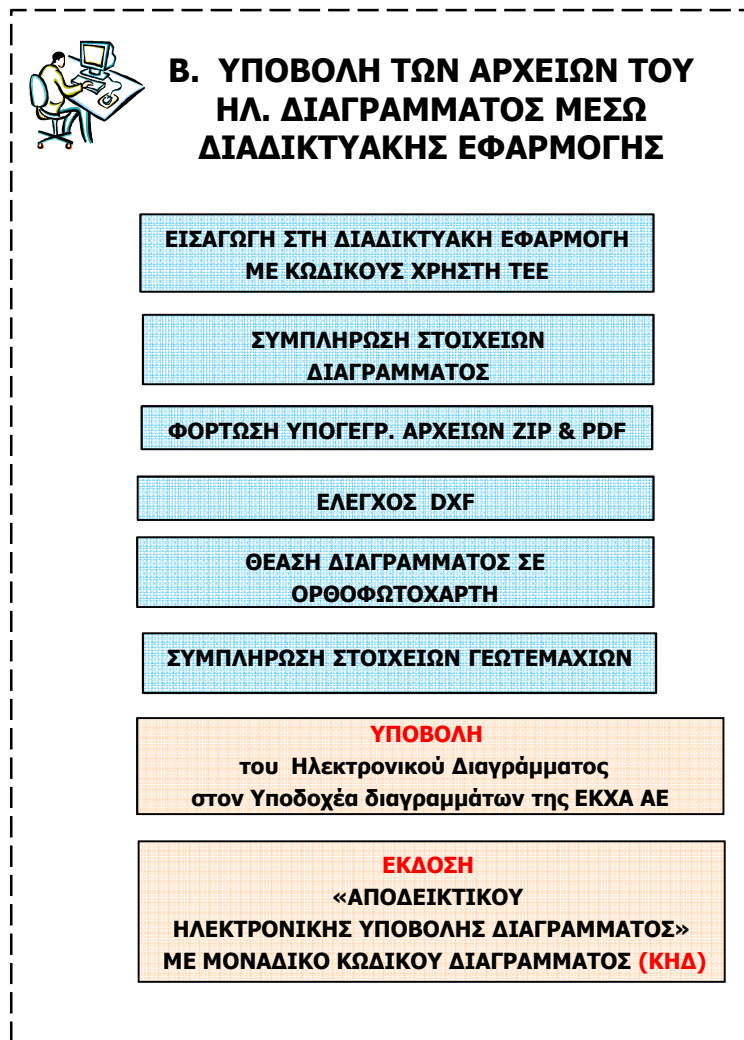 Β. ΥΠΟΒΟΛΗ ΤΩΝ ΑΡΧΕΙΩΝ ΤΟΥ
ΗΛ. ΔΙΑΓΡΑΜΜΑΤΟΣ ΜΕΣΩ
ΔΙΑΔΙΚΤΥΑΚΗΣ ΕΦΑΡΜΟΓΗΣ
ΕΙΣΑΓΩΓΗ ΣΤΗ ΔΙΑΔΙΚΤΥΑΚΗ ΕΦΑΡΜΟΓΗ
ΜΕ ΚΩΔΙΚΟΥΣ ΧΡΗΣΤΗ ΤΕΕ
ΣΥΜΠΛΗΡΩΣΗ ΣΤΟΙΧΕΙΩΝ
ΔΙΑΓΡΑΜΜΑΤΟΣ
ΦΟΡΤΩΣΗ ΥΠΟΓΕΓΡ. ΑΡΧΕΙΩΝ ZIP & PDF
ΕΛΕΓΧΟΣ DXF
ΘΕΑΣΗ ΔΙΑΓΡΑΜΜΑΤΟΣ ΣΕ
ΟΡΘΟΦΩΤΟΧΑΡΤΗ
ΣΥΜΠΛΗΡΩΣΗ ΣΤΟΙΧΕΙΩΝ ΓΕΩΤΕΜΑΧΙΩΝ
ΥΠΟΒΟΛΗ
του Ηλεκτρονικού Διαγράμματος
στον Υποδοχέα διαγραμμάτων της ΕΚΧΑ ΑΕ
ΕΚΔΟΣΗ
«ΑΠΟΔΕΙΚΤΙΚΟΥ
ΗΛΕΚΤΡΟΝΙΚΗΣ ΥΠΟΒΟΛΗΣ ΔΙΑΓΡΑΜΜΑΤΟΣ»
ΜΕ ΜΟΝΑΔΙΚΟ ΚΩΔΙΚΟΥ ΔΙΑΓΡΑΜΜΑΤΟΣ (ΚΗΔ)